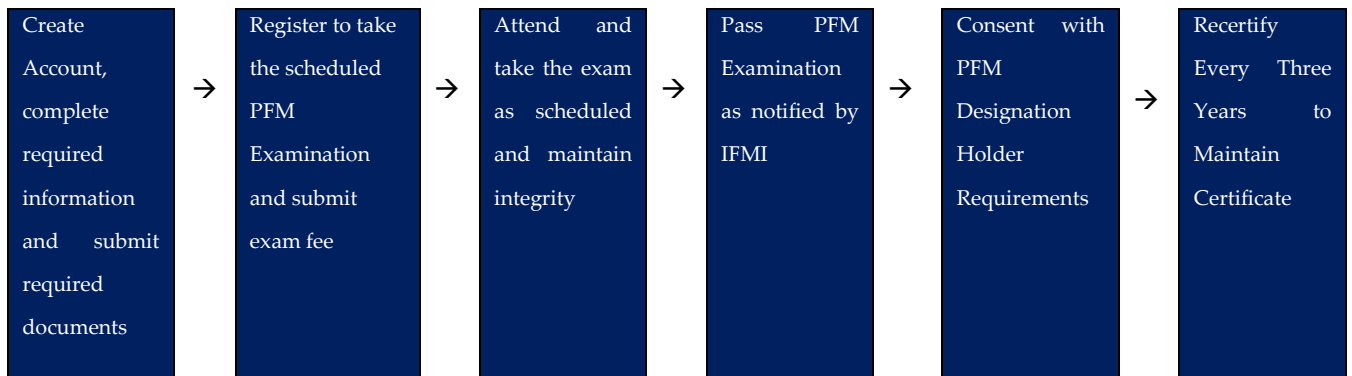 Create
Account,
complete
required
information
and submit
required
documents
→
Register to take
the scheduled
PFM
Examination
and submit
exam fee
→
Attend and
take the exam
as scheduled
and maintain
integrity
→
Pass PFM
Examination
as notified by
IFMI
→
Consent with
PFM
Designation
Holder
Requirements
→
Recertify
Every Three
Years to
Maintain
Certificate